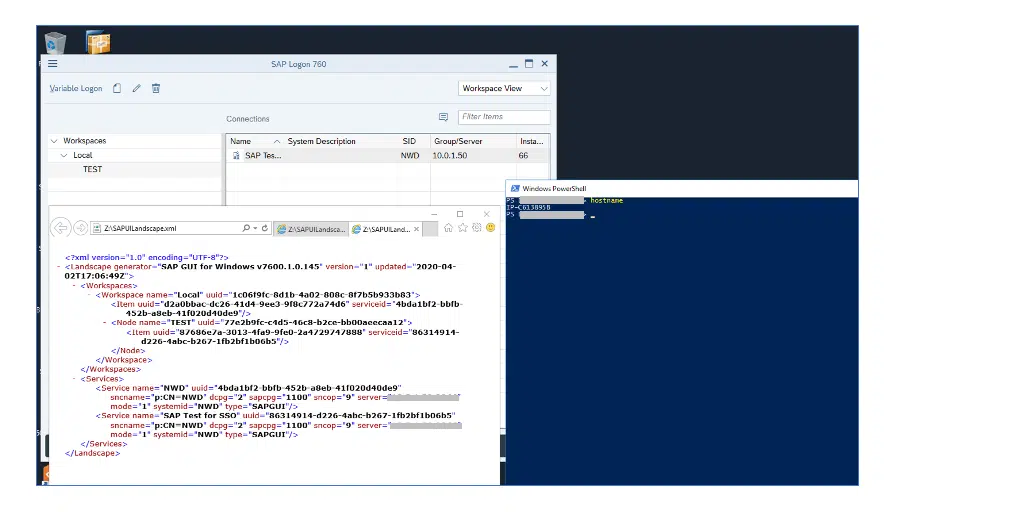 SAP Logon 760
Variable Logon
Workspace View
Connections
Filter Items
Workspaces
Local
TEST
Name System Description SID Group/Server Insta...
SAP Tes... NWD 10.0.1.50 66
Windows PowerShell
PS > hostname
IP-C613895B
PS > _
Z:\SAPUILandscape.xml
Z:\SAPUILandsca...
Z:\SAPUILand...
<?xml version="1.0" encoding="UTF-8"?>
- <Landscape generator="SAP GUI for Windows v7600.1.0.145" version="1" updated="2020-04-
02T17:06:49Z">
- <Workspaces>
- <Workspace name="Local" uuid="1c06f9fc-8d1b-4a02-808c-8f7b5b933b83">
<Item uuid="d2a0bbac-dc26-41d4-9ee3-9f8c772a74d6" serviceid="4bda1bf2-bbfb-
452b-a8eb-41f020d40de9"/>
- <Node name="TEST" uuid="77e2b9fc-c4d5-46c8-b2ce-bb00aeecaa12">
<Item uuid="87686e7a-3013-4fa9-9fe0-2a4729747888" serviceid="86314914-
d226-4abc-b267-1fb2bf1b06b5"/>
</Node>
</Workspace>
</Workspaces>
- <Services>
<Service name="NWD" uuid="4bda1bf2-bbfb-452b-a8eb-41f020d40de9"
sncname="p:CN=NWD" dcpg="2" sapcpg="1100" sncop="9" server=
mode="1" systemid="NWD" type="SAPGUI"/>
<Service name="SAP Test for SSO" uuid="86314914-d226-4abc-b267-1fb2bf1b06b5"
sncname="p:CN=NWD" dcpg="2" sapcpg="1100" sncop="9" server=
mode="1" systemid="NWD" type="SAPGUI"/>
</Services>
</Landscape>